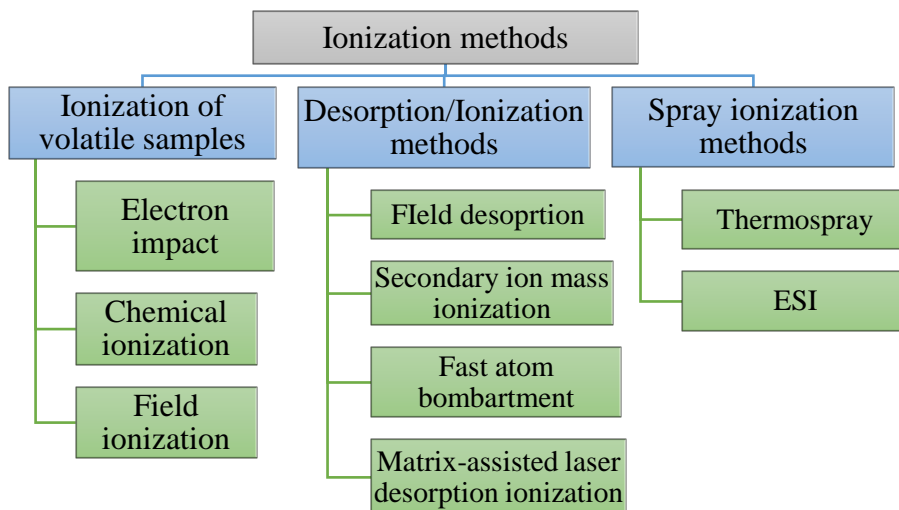 Ionization methods
Ionization of
volatile samples
Electron
impact
Chemical
ionization
Field
ionization
Desorption/Ionization
methods
FIeld desoprtion
Secondary ion mass
ionization
Fast atom
bombartment
Matrix-assisted laser
desorption ionization
Spray ionization
methods
Thermospray
ESI